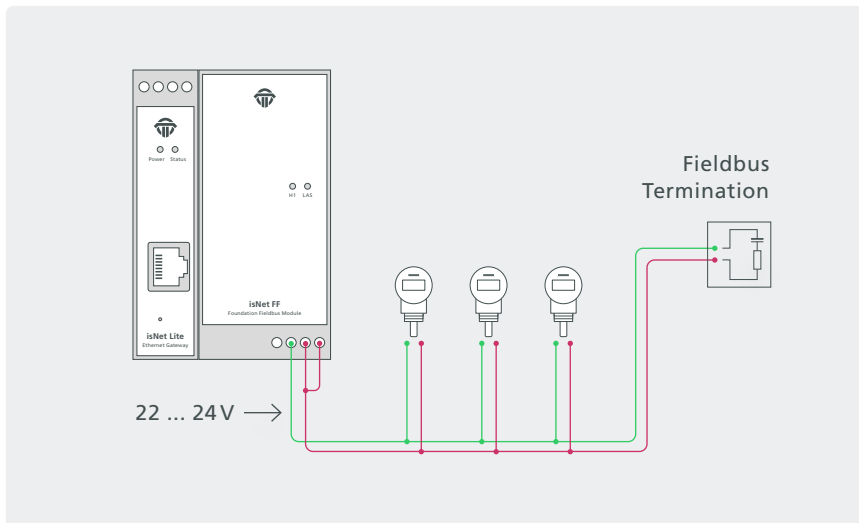 Power Status
H1 LAS
isNet FF
Foundation Fieldbus Module
isNet Lite
Ethernet Gateway
Fieldbus
Termination
22 ... 24 V